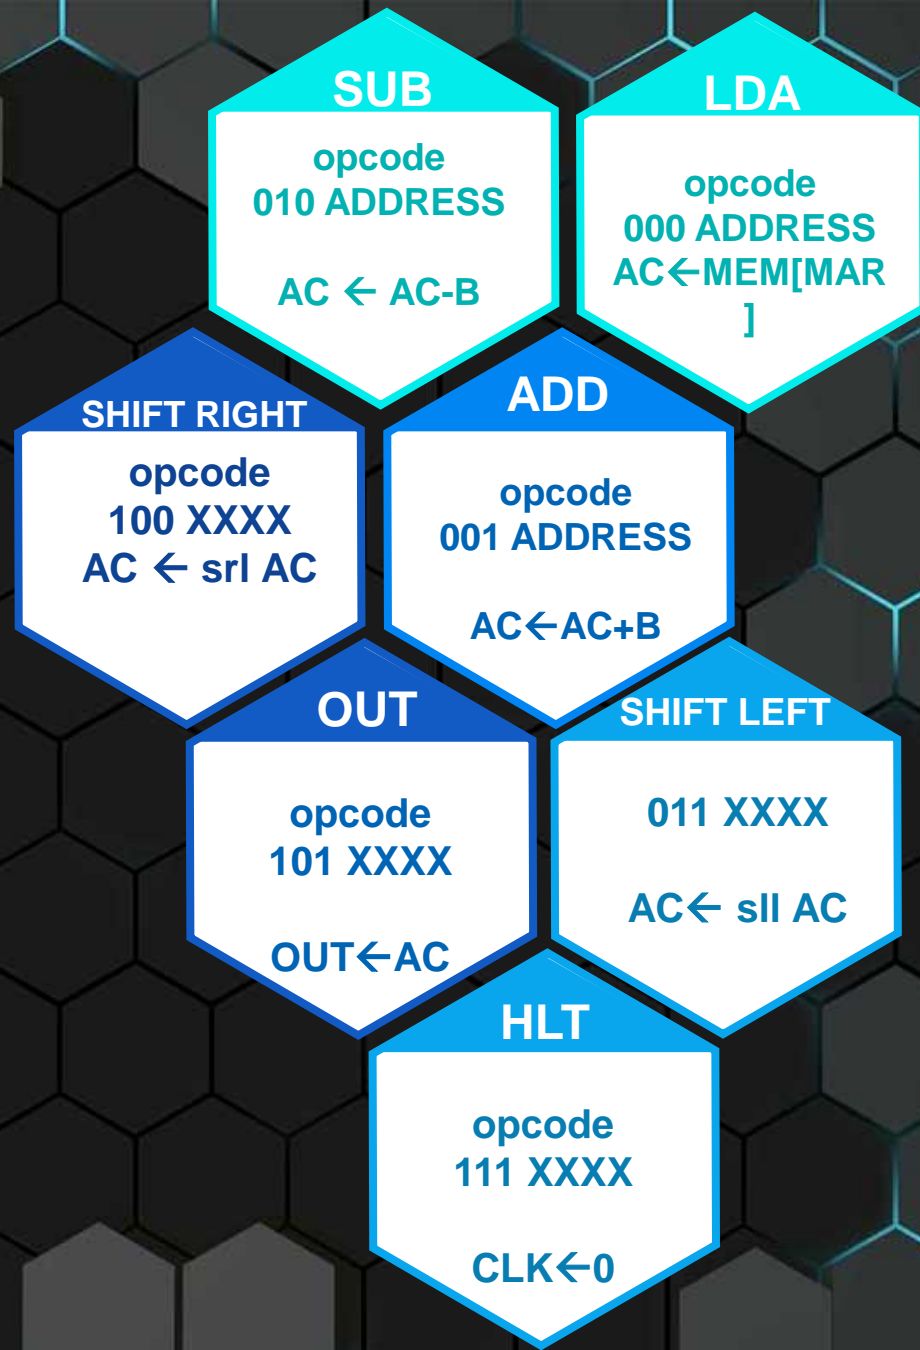 SUB
opcode
010 ADDRESS
AC ← AC-B
LDA
opcode
000 ADDRESS
AC←MEM[MAR
]
SHIFT RIGHT
opcode
100 XXXX
AC ← srl AC
ADD
opcode
001 ADDRESS
AC←AC+B
OUT
opcode
101 XXXX
OUT←AC
SHIFT LEFT
011 XXXX
AC← sll AC
HLT
opcode
111 XXXX
CLK←0